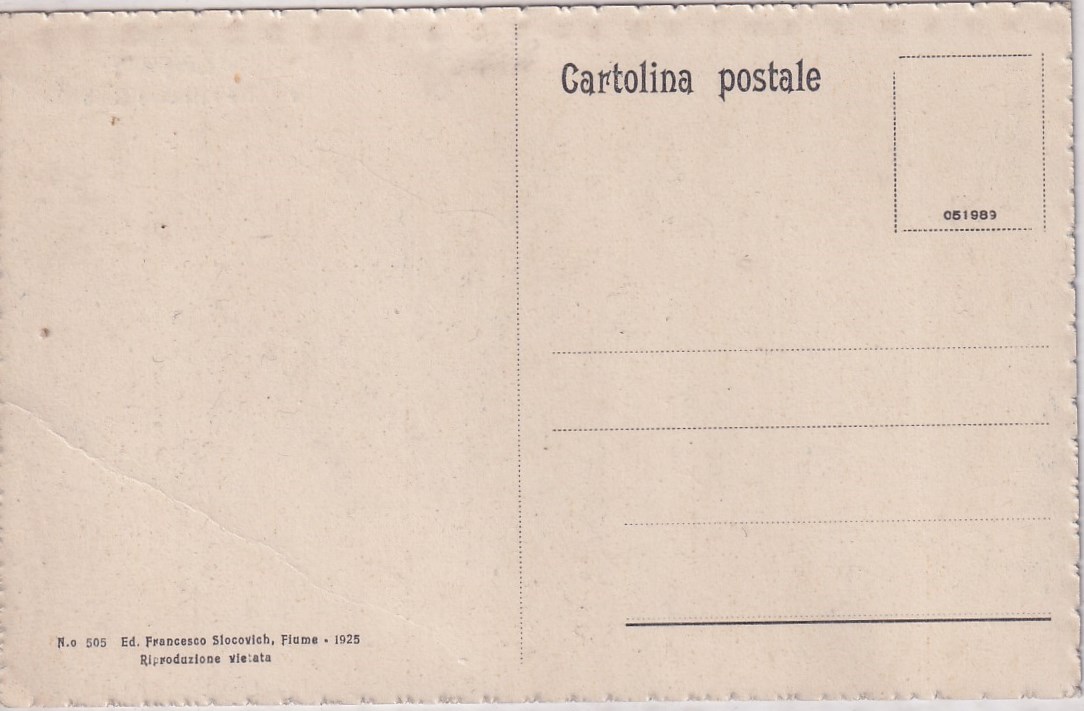 Cartolina postale
051989
N.o 505 Ed. Francesco Slocovich, Fiume - 1925
Riproduzione vietata